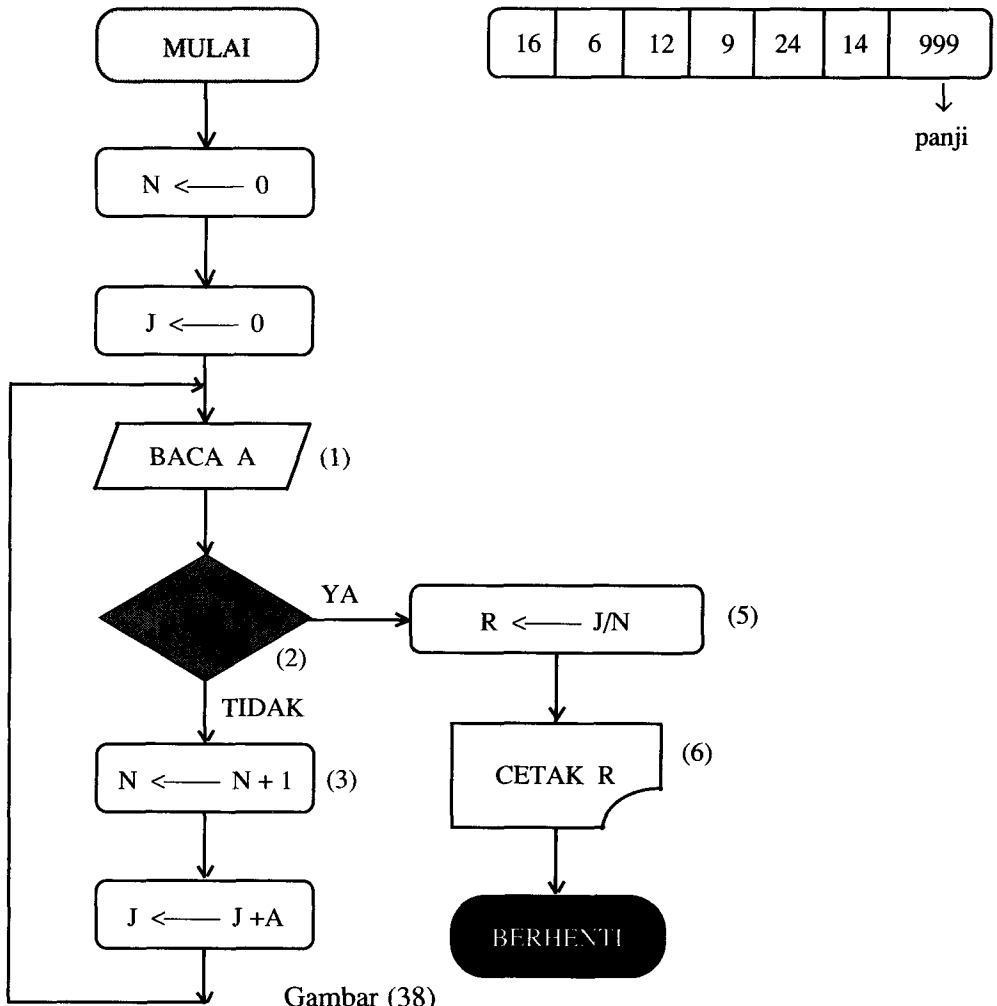 MULAI
16 6 12 9 24 14 999
panji
N <—— 0
J <—— 0
BACA A (1)
(2)
YA
TIDAK
R <—— J/N (5)
CETAK R (6)
BERHENTI
N <—— N + 1 (3)
J <—— J +A
Gambar (38)